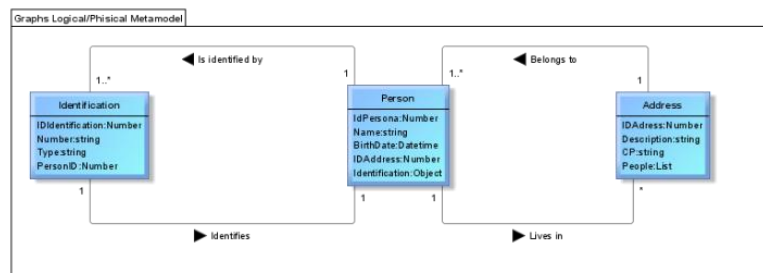 Graphs Logical/Phisical Metamodel
Is identified by
Belongs to
1..*
1
1..*
1
Identification
IDIdentification:Number
Number:string
Type:string
PersonID:Number
Person
IdPersona:Number
Name:string
BirthDate:Datetime
IDAddress:Number
Identification:Object
Address
IDAdress:Number
Description:string
CP:string
People:List
1
1
1
*
Identifies
Lives in